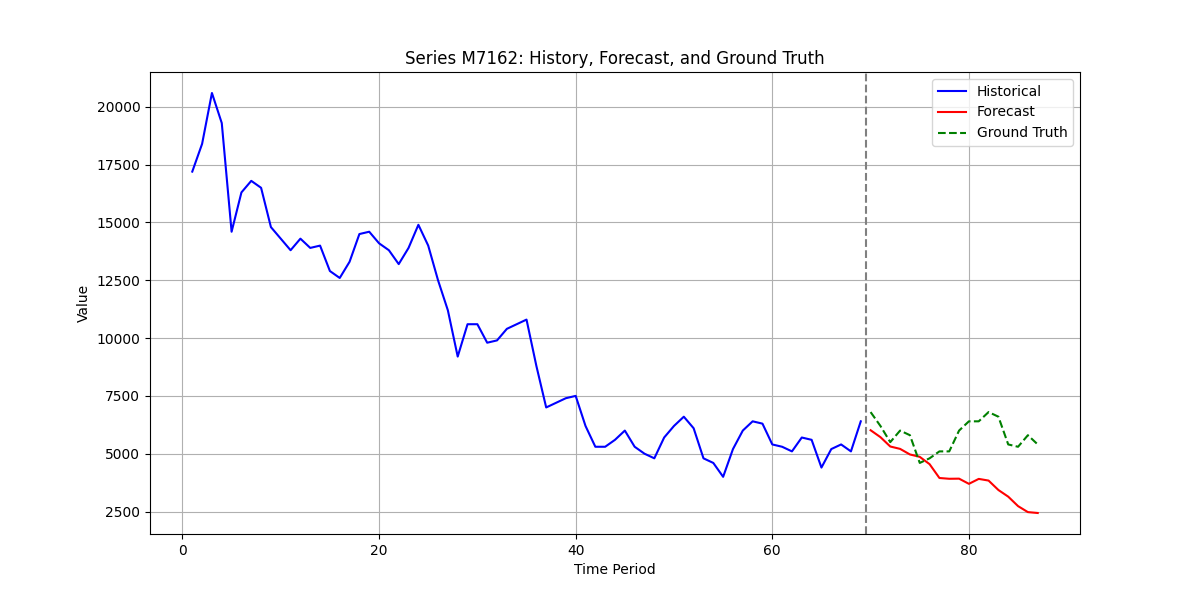 Series M7162: History, Forecast, and Ground Truth
Historical
Forecast
Ground Truth
Value
20000
17500
15000
12500
10000
7500
5000
2500
0
20
40
60
80
Time Period